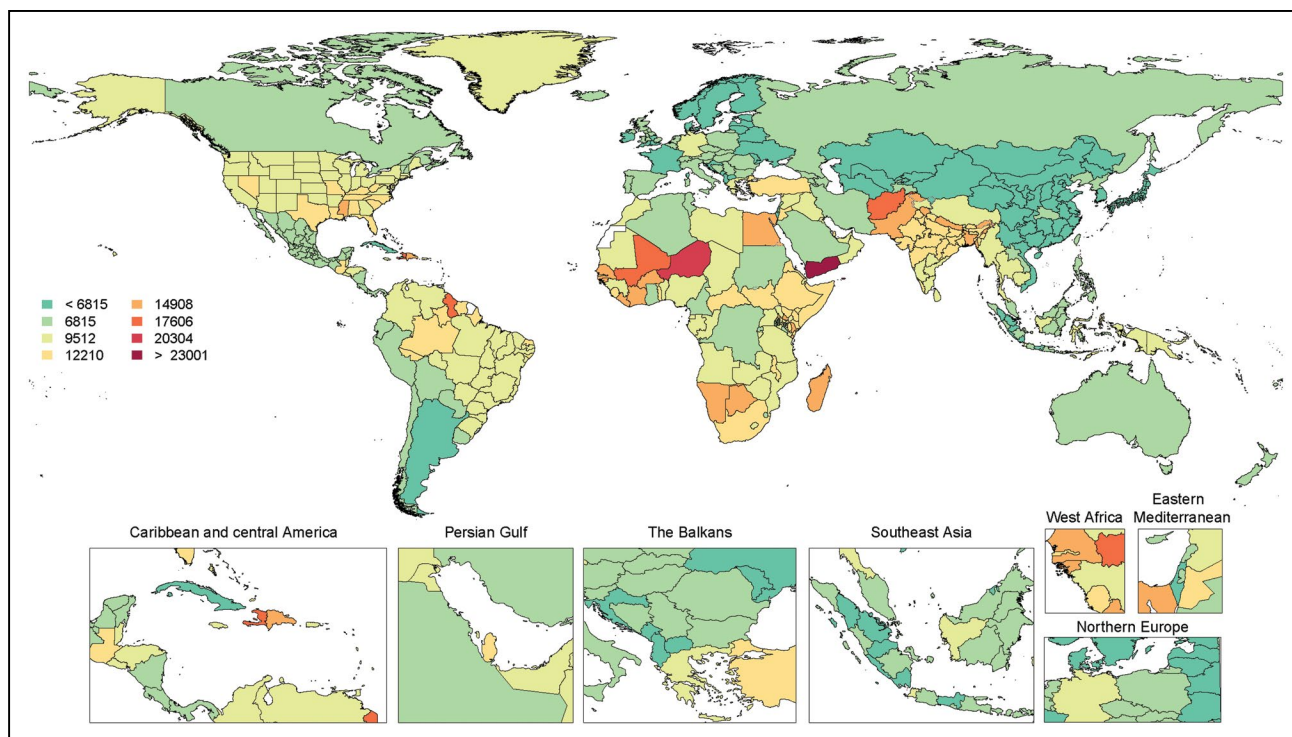 < 6815
6815
9512
12210
14908
17606
20304
> 23001
Caribbean and central America
Persian Gulf
The Balkans
Southeast Asia
West Africa
Eastern
Mediterranean
Northern Europe